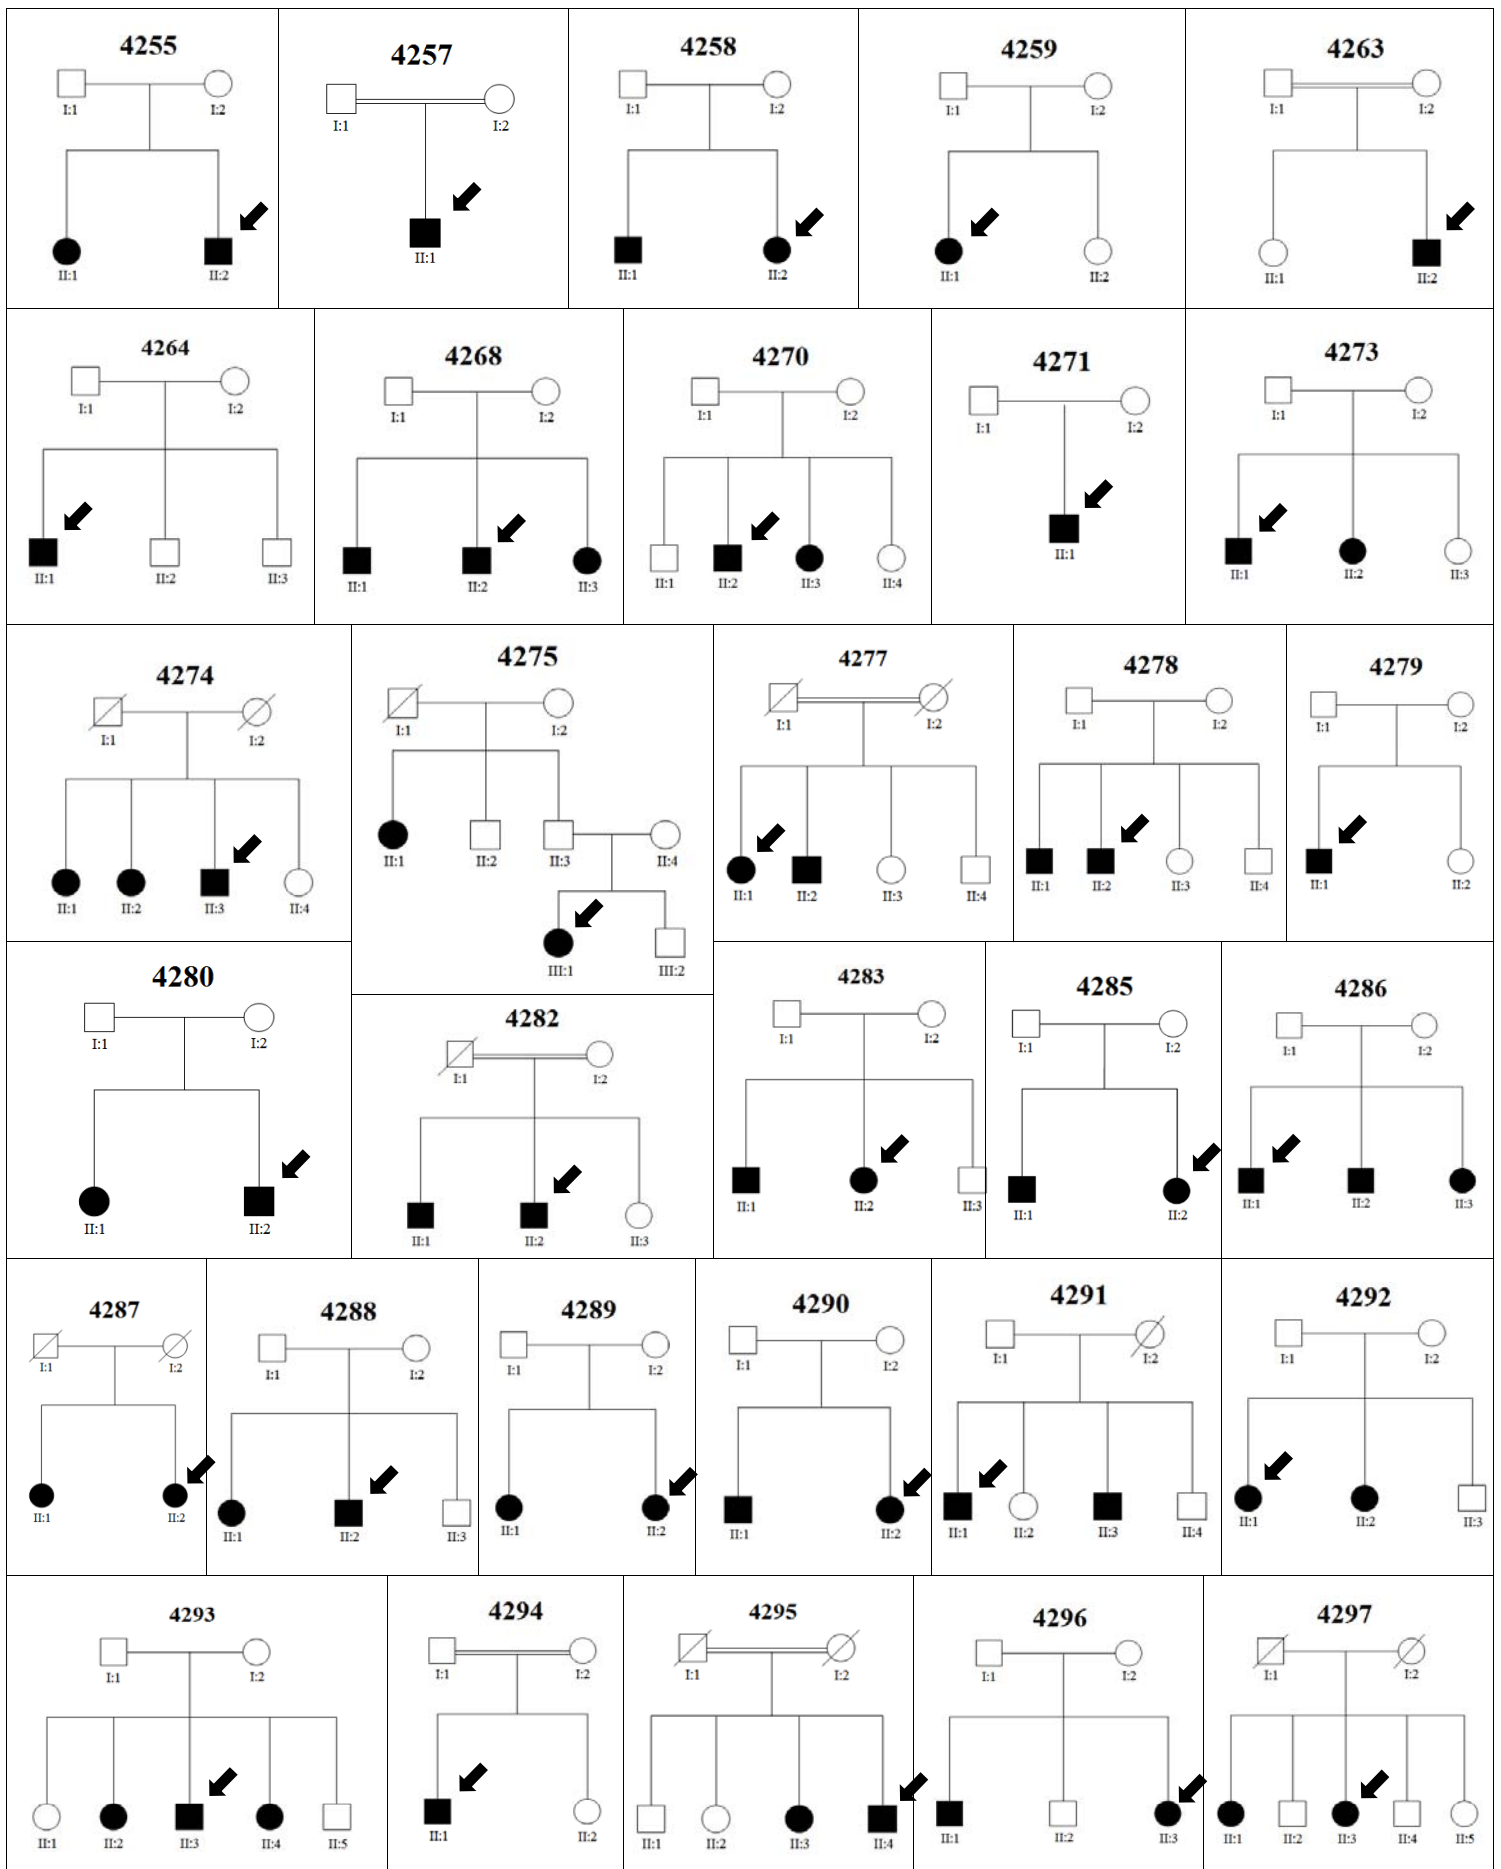 4255
I:1 I:2
II:1 II:2
4257
I:1 I:2
II:1
4258
I:1 I:2
II:1 II:2
4259
I:1 I:2
II:1 II:2
4263
I:1 I:2
II:1 II:2
4264
I:1 I:2
II:1 II:2 II:3
4268
I:1 I:2
II:1 II:2 II:3
4270
I:1 I:2
II:1 II:2 II:3 II:4
4271
I:1 I:2
II:1
4273
I:1 I:2
II:1 II:2 II:3
4274
I:1 I:2
II:1 II:2 II:3 II:4
4275
I:1 I:2
II:1 II:2 II:3 II:4
III:1 III:2
4277
I:1 I:2
II:1 II:2 II:3 II:4
4278
I:1 I:2
II:1 II:2 II:3 II:4
4279
I:1 I:2
II:1 II:2
4280
I:1 I:2
II:1 II:2
4282
I:1 I:2
II:1 II:2 II:3
4283
I:1 I:2
II:1 II:2 II:3
4285
I:1 I:2
II:1 II:2
4286
I:1 I:2
II:1 II:2 II:3
4287
I:1 I:2
II:1 II:2
4288
I:1 I:2
II:1 II:2 II:3
4289
I:1 I:2
II:1 II:2
4290
I:1 I:2
II:1 II:2
4291
I:1 I:2
II:1 II:2 II:3 II:4
4292
I:1 I:2
II:1 II:2 II:3
4293
I:1 I:2
II:1 II:2 II:3 II:4 II:5
4294
I:1 I:2
II:1 II:2
4295
I:1 I:2
II:1 II:2 II:3 II:4
4296
I:1 I:2
II:1 II:2 II:3
4297
I:1 I:2
II:1 II:2 II:3 II:4 II:5